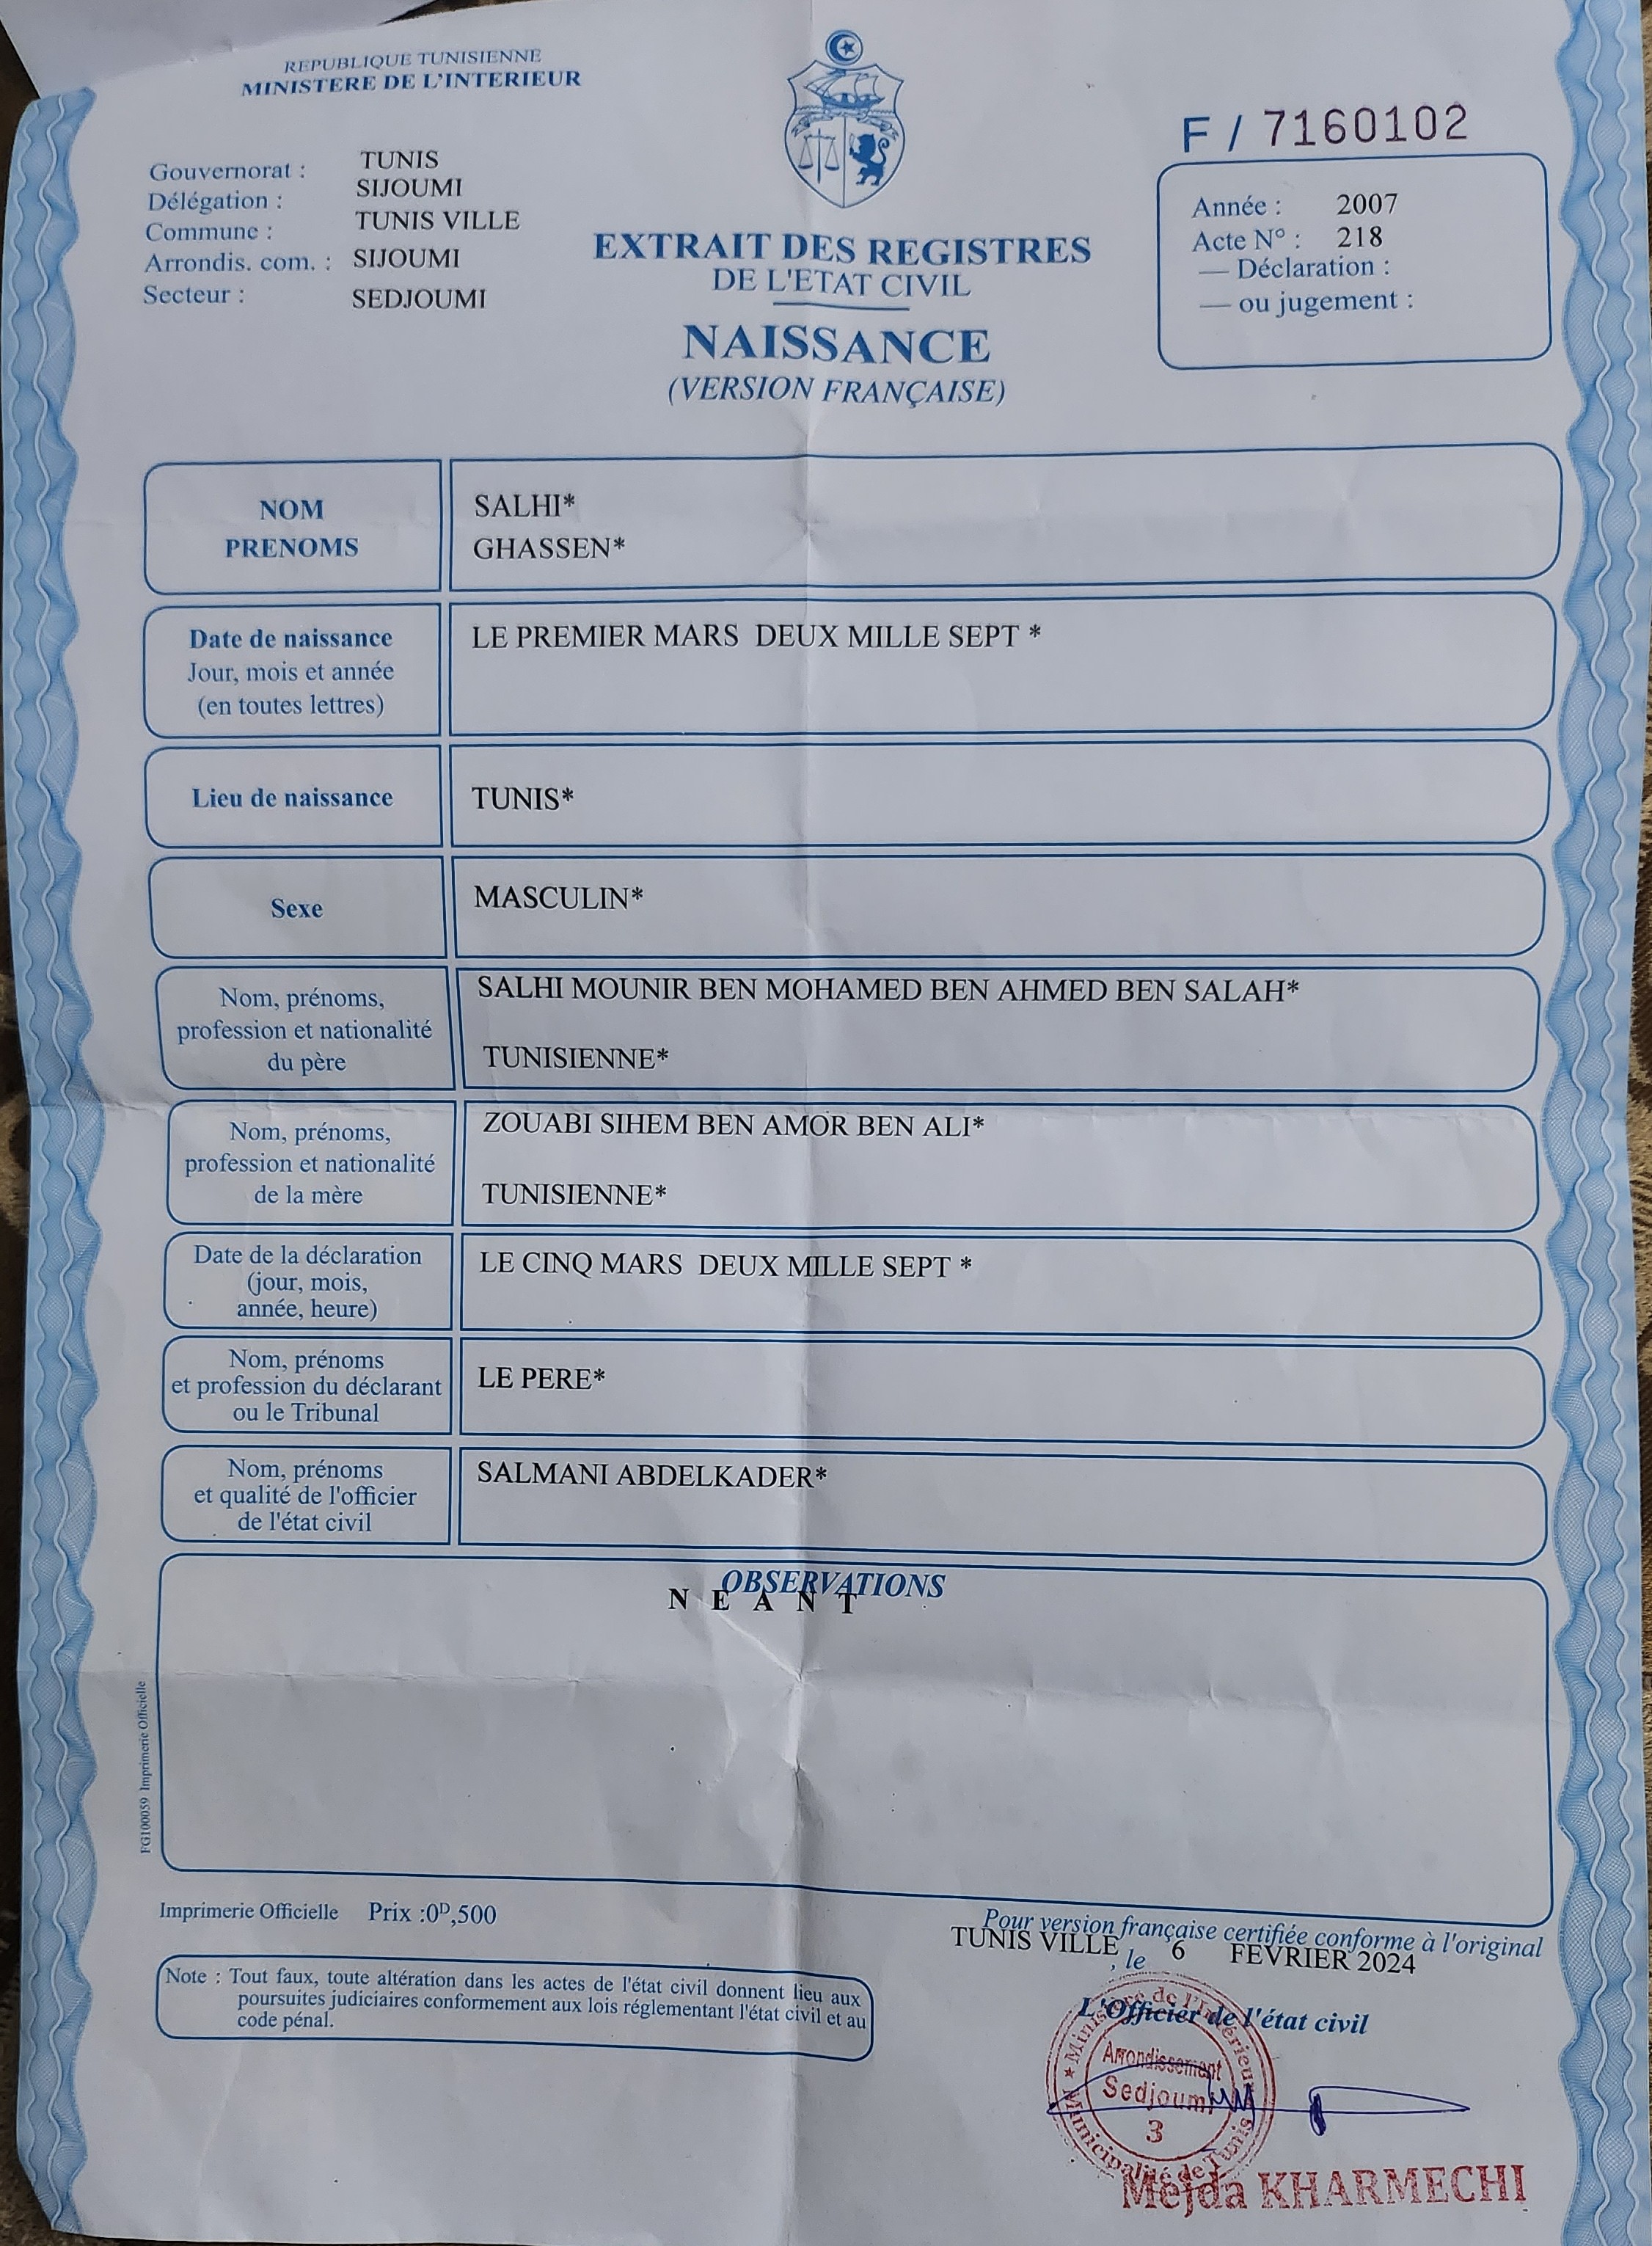 REPUBLIQUE TUNISIENNE
MINISTERE DE L'INTERIEUR
Gouvernorat : TUNIS
Délégation : SIJOUMI
Commune : TUNIS VILLE
Arrondis. com. : SIJOUMI
Secteur : SEDJOUMI
EXTRAIT DES REGISTRES
DE L'ETAT CIVIL
NAISSANCE
(VERSION FRANÇAISE)
F / 7160102
Année : 2007
Acte N° : 218
— Déclaration :
— ou jugement :
NOM
PRENOMS
SALHI*
GHASSEN*
Date de naissance
Jour, mois et année
(en toutes lettres)
LE PREMIER MARS DEUX MILLE SEPT *
Lieu de naissance
TUNIS*
Sexe
MASCULIN*
Nom, prénoms,
profession et nationalité
du père
SALHI MOUNIR BEN MOHAMED BEN AHMED BEN SALAH*
TUNISIENNE*
Nom, prénoms,
profession et nationalité
de la mère
ZOUABI SIHEM BEN AMOR BEN ALI*
TUNISIENNE*
Date de la déclaration
(jour, mois,
année, heure)
LE CINQ MARS DEUX MILLE SEPT *
Nom, prénoms
et profession du déclarant
ou le Tribunal
LE PERE*
Nom, prénoms
et qualité de l'officier
de l'état civil
SALMANI ABDELKADER*
OBSERVATIONS
N E A N T
FG100059 Imprimerie Officielle
Imprimerie Officielle Prix :0ᴰ,500
Note : Tout faux, toute altération dans les actes de l'état civil donnent lieu aux
poursuites judiciaires conformement aux lois réglementant l'état civil et au
code pénal.
Pour version française certifiée conforme à l'original
TUNIS VILLE , le 6 FEVRIER 2024
L'Officier de l'état civil
Ministère de l'Intérieur
Municipalité de Tunis
Arrondissement
Sedjoumi
3
Mejda KHARMECHI